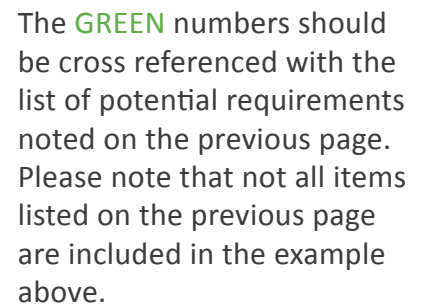 The GREEN numbers should
be cross referenced with the
list of potential requirements
noted on the previous page.
Please note that not all items
listed on the previous page
are included in the example
above.